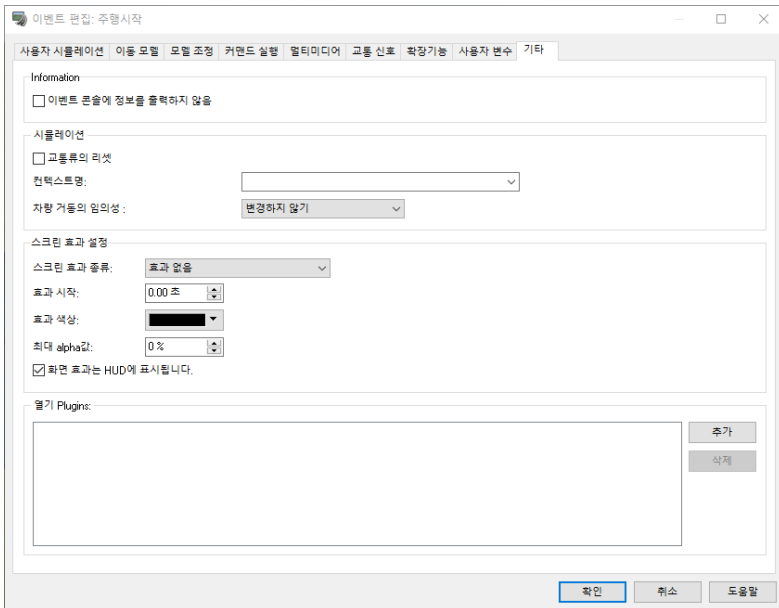 이벤트 편집: 주행시작
사용자 시뮬레이션 이동 모델 모델 조정 커맨드 실행 멀티미디어 교통 신호 확장기능 사용자 변수 기타
Information
이벤트 콘솔에 정보를 출력하지 않음
시뮬레이션
교통류의 리셋
컨텍스트명:
차량 거동의 임의성 : 변경하지 않기
스크린 효과 설정
스크린 효과 종류: 효과 없음
효과 시작: 0.00 초
효과 색상:
최대 alpha값: 0 %
화면 효과는 HUD에 표시됩니다.
열기 Plugins:
추가
삭제
확인 취소 도움말